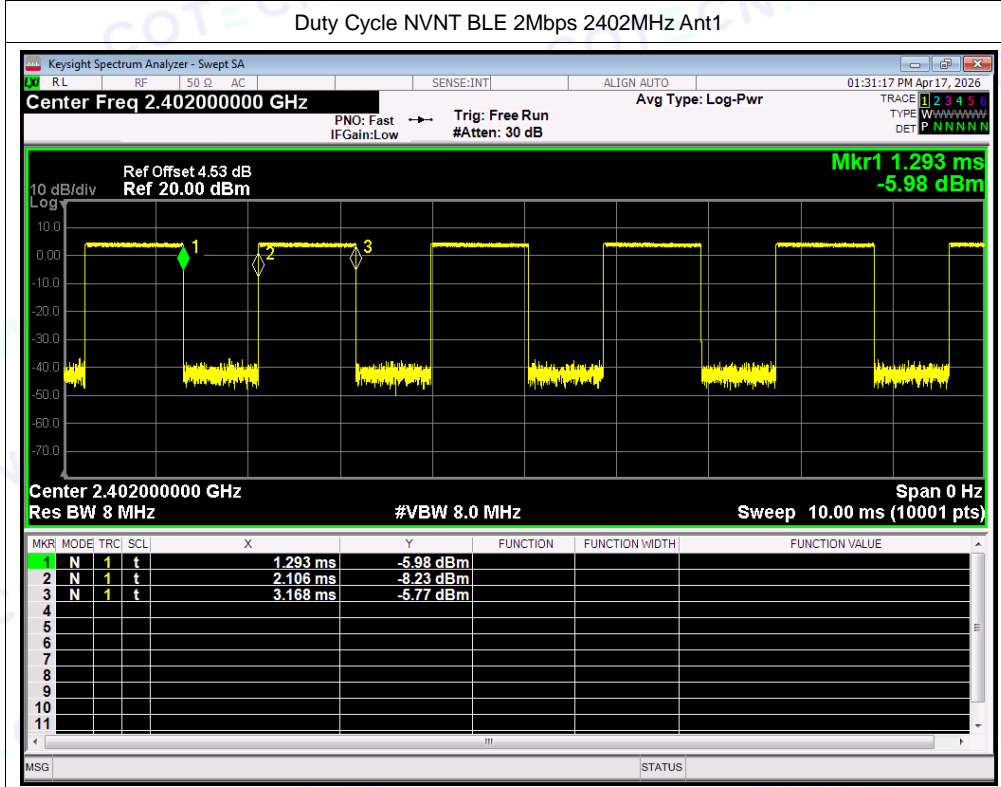 Duty Cycle NVNT BLE 2Mbps 2402MHz Ant1
Keysight Spectrum Analyzer - Swept SA
LXI RL RF 50 Ω AC SENSE:INT ALIGN AUTO 01:31:17 PM Apr 17, 2026
Center Freq 2.402000000 GHz
Avg Type: Log-Pwr
TRACE 1 2 3 4 5 6
PNO: Fast
Trig: Free Run
TYPE WWWWWW
IFGain:Low
#Atten: 30 dB
DET P N N N N N
Mkr1 1.293 ms
-5.98 dBm
Ref Offset 4.53 dB
10 dB/div Ref 20.00 dBm
Log
10.0
0.00
-10.0
-20.0
-30.0
-40.0
-50.0
-60.0
-70.0
1
2
3
Center 2.402000000 GHz Span 0 Hz
Res BW 8 MHz #VBW 8.0 MHz Sweep 10.00 ms (10001 pts)
MKR MODE TRC SCL X Y FUNCTION FUNCTION WIDTH FUNCTION VALUE
1 N 1 t 1.293 ms -5.98 dBm
2 N 1 t 2.106 ms -8.23 dBm
3 N 1 t 3.168 ms -5.77 dBm
4
5
6
7
8
9
10
11
MSG STATUS